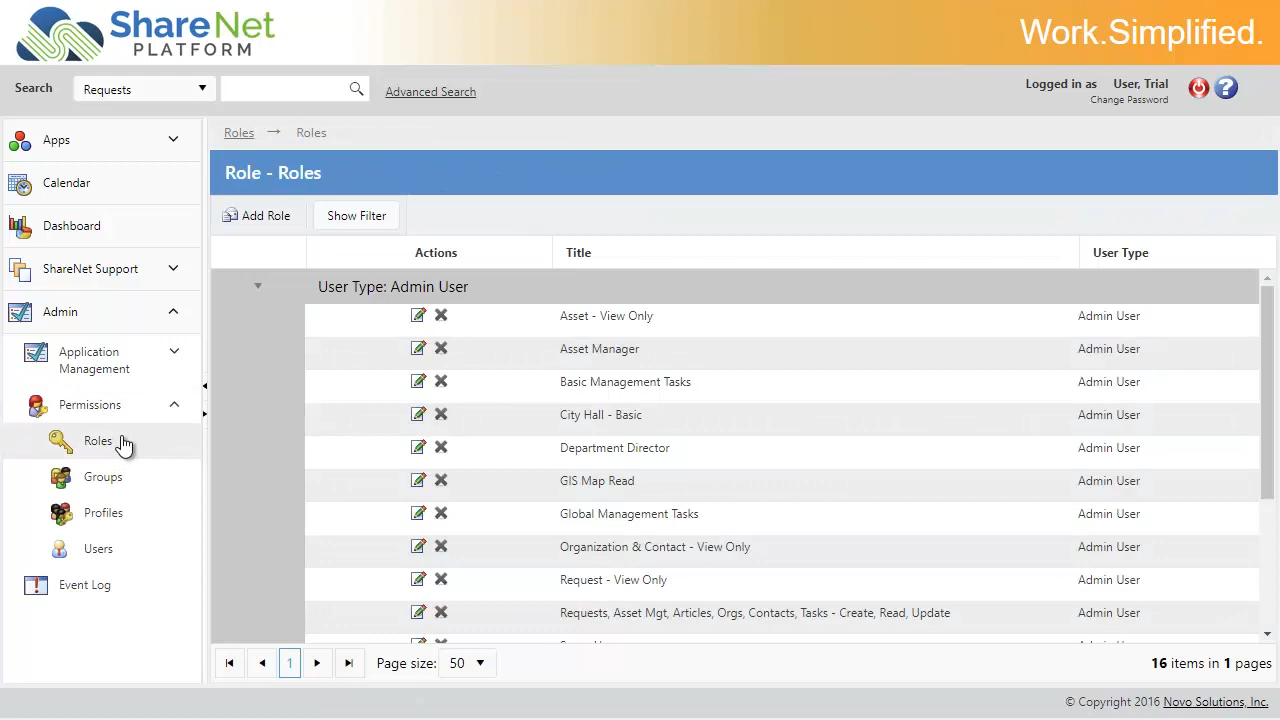 ShareNet
PLATFORM
Work.Simplified.
Search
Requests
Advanced Search
Logged in as User, Trial
Change Password
?
Apps
Calendar
Dashboard
ShareNet Support
Admin
Application
Management
Permissions
Roles
Groups
Profiles
Users
Event Log
Roles → Roles
Role - Roles
Add Role
Show Filter
Actions Title User Type
User Type: Admin User
Asset - View Only Admin User
Asset Manager Admin User
Basic Management Tasks Admin User
City Hall - Basic Admin User
Department Director Admin User
GIS Map Read Admin User
Global Management Tasks Admin User
Organization & Contact - View Only Admin User
Request - View Only Admin User
Requests, Asset Mgt, Articles, Orgs, Contacts, Tasks - Create, Read, Update Admin User
1 Page size: 50 16 items in 1 pages
© Copyright 2016 Novo Solutions, Inc.